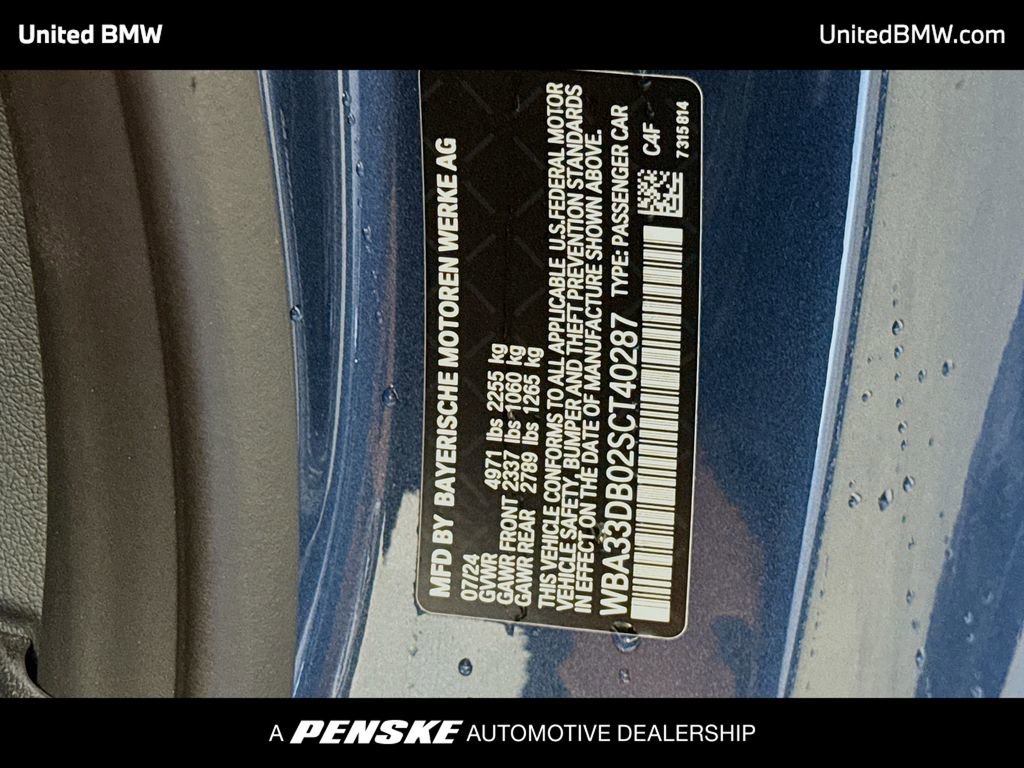 United BMW
UnitedBMW.com
MFD BY BAYERISCHE MOTOREN WERKE AG
07/24
GVWR 4971 lbs 2255 kg
GAWR FRONT 2337 lbs 1060 kg
GAWR REAR 2789 lbs 1265 kg
THIS VEHICLE CONFORMS TO ALL APPLICABLE U.S.FEDERAL MOTOR
VEHICLE SAFETY, BUMPER AND THEFT PREVENTION STANDARDS
IN EFFECT ON THE DATE OF MANUFACTURE SHOWN ABOVE.
WBA33DB02SCT40287 TYPE: PASSENGER CAR
C4F
7315814
A PENSKE AUTOMOTIVE DEALERSHIP